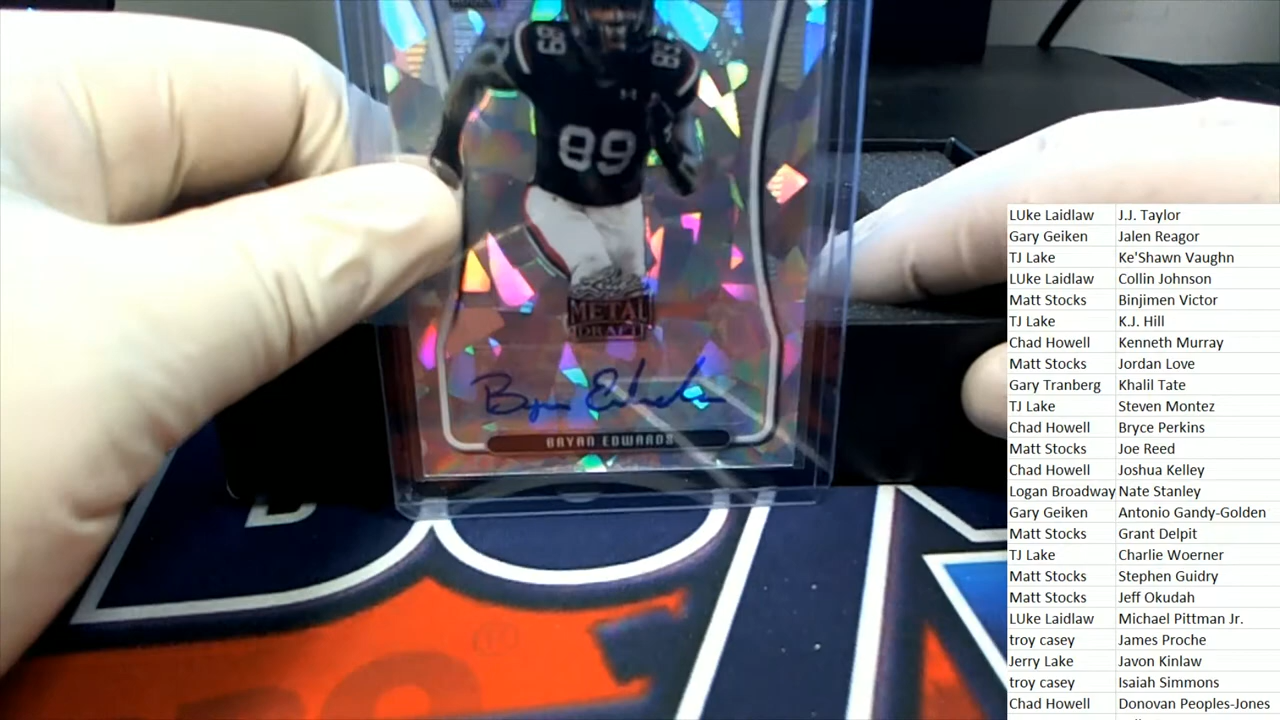 89
89
89
METAL
DRAFT
Bryan Edwards
BRYAN EDWARDS
LUke Laidlaw J.J. Taylor
Gary Geiken Jalen Reagor
TJ Lake Ke'Shawn Vaughn
LUke Laidlaw Collin Johnson
Matt Stocks Binjimen Victor
TJ Lake K.J. Hill
Chad Howell Kenneth Murray
Matt Stocks Jordan Love
Gary Tranberg Khalil Tate
TJ Lake Steven Montez
Chad Howell Bryce Perkins
Matt Stocks Joe Reed
Chad Howell Joshua Kelley
Logan Broadway Nate Stanley
Gary Geiken Antonio Gandy-Golden
Matt Stocks Grant Delpit
TJ Lake Charlie Woerner
Matt Stocks Stephen Guidry
Matt Stocks Jeff Okudah
LUke Laidlaw Michael Pittman Jr.
troy casey James Proche
Jerry Lake Javon Kinlaw
troy casey Isaiah Simmons
Chad Howell Donovan Peoples-Jones